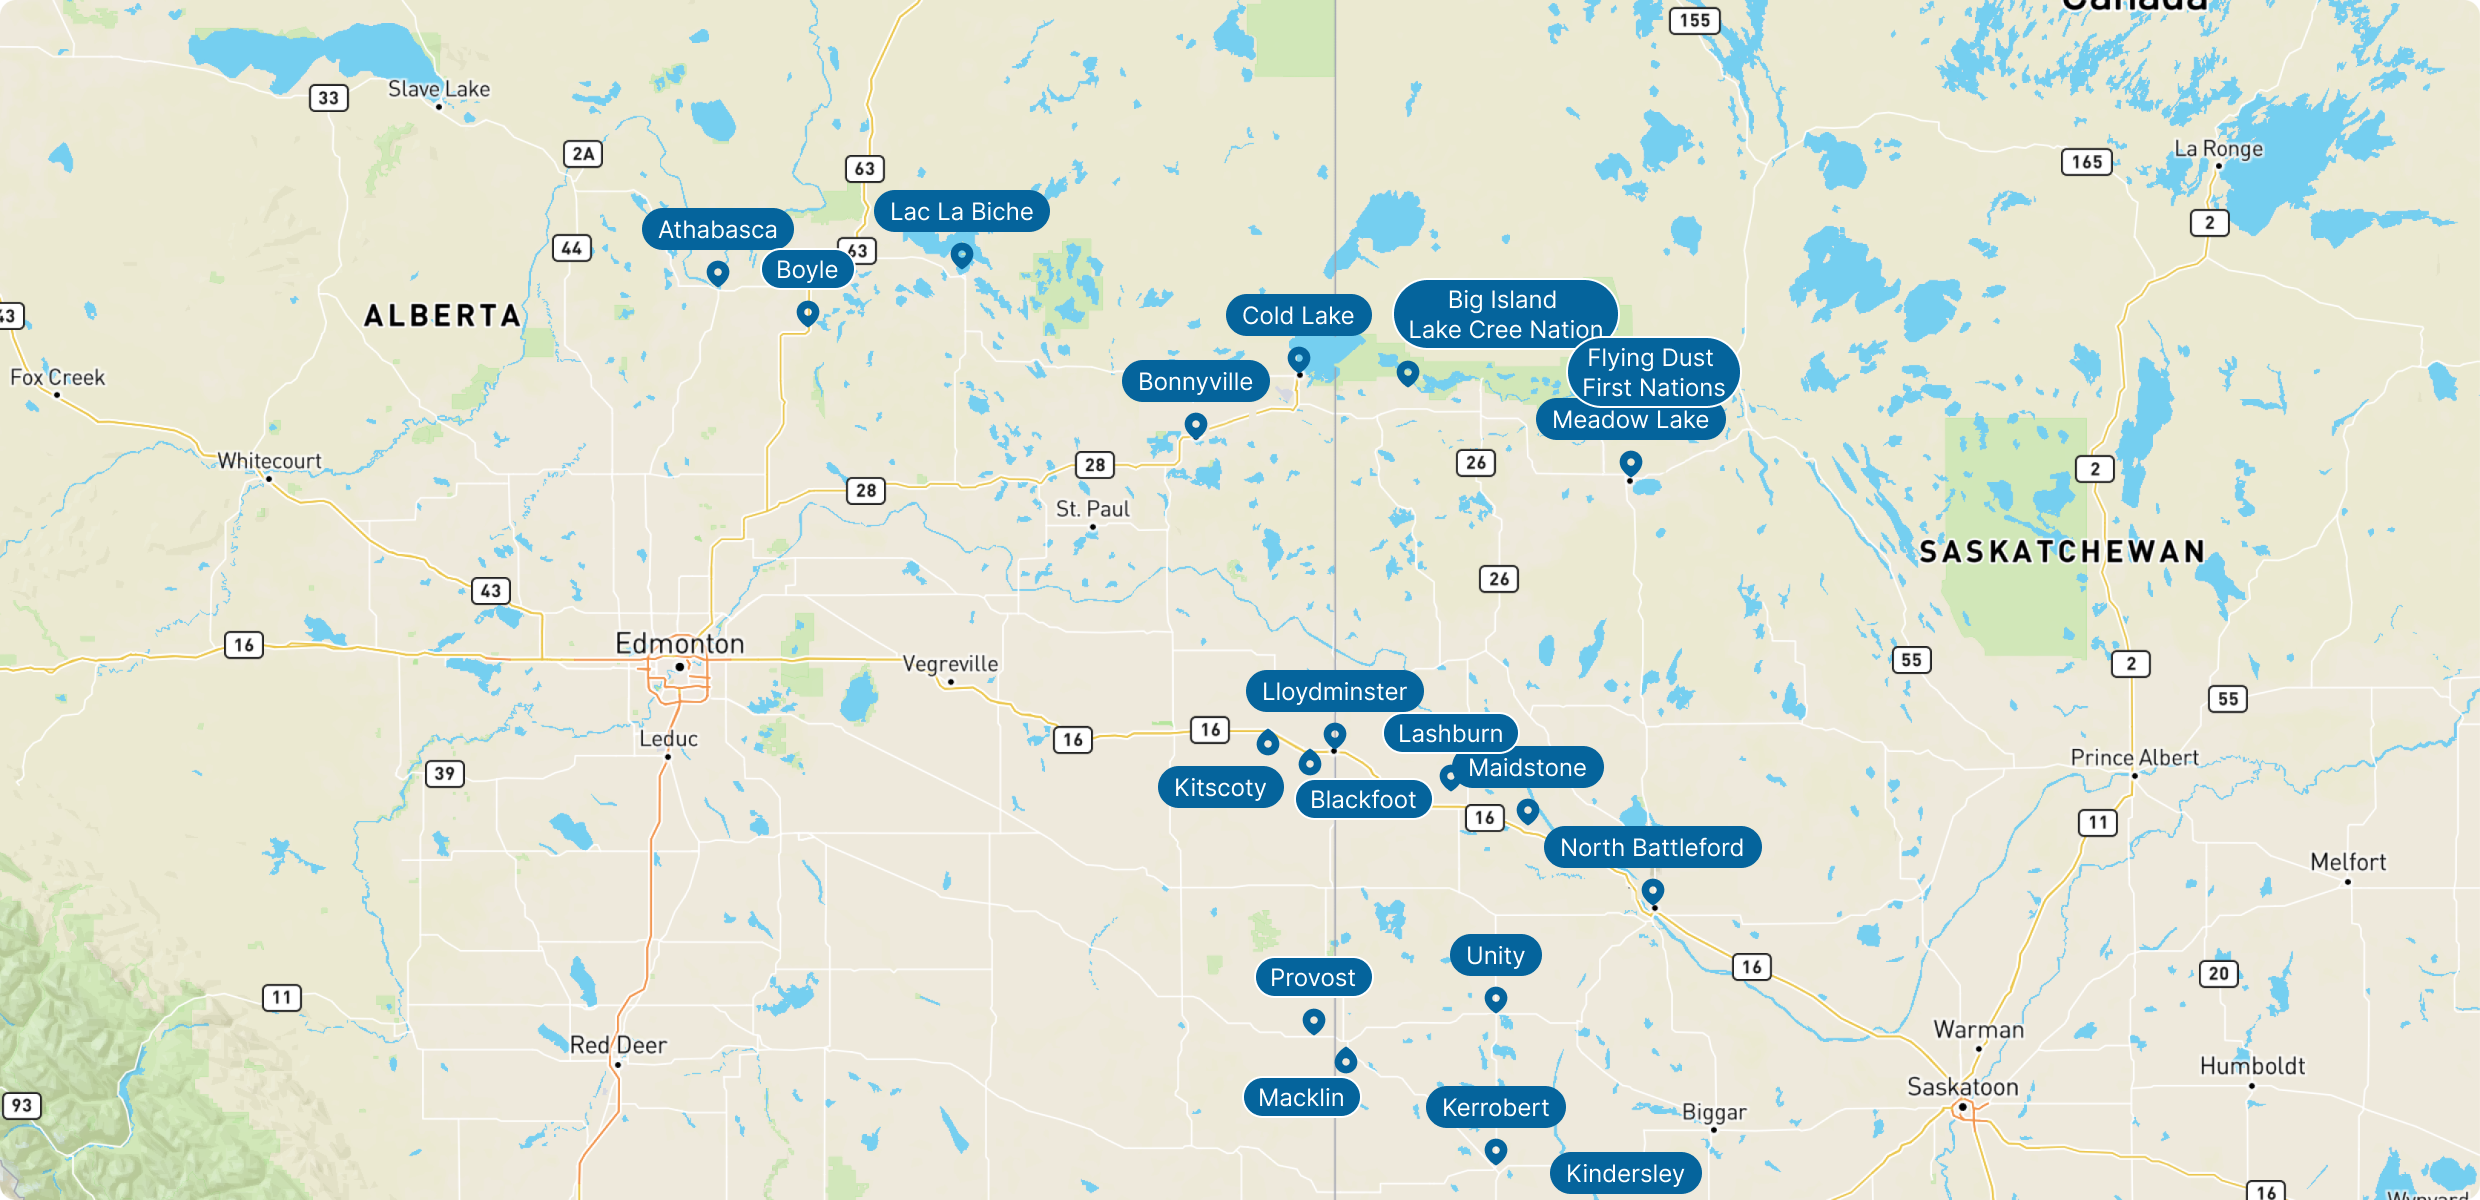 Canada
155
Slave Lake
33
2A
La Ronge
165
63
Lac La Biche
2
Athabasca
44
63
Boyle
Big Island
Lake Cree Nation
43
ALBERTA
Cold Lake
Flying Dust
First Nations
Fox Creek
Bonnyville
Meadow Lake
Whitecourt
28
26
2
28
St. Paul
SASKATCHEWAN
26
43
16
Edmonton
Vegreville
55
2
Lloydminster
55
Leduc
16
16
Lashburn
Prince Albert
39
Maidstone
Kitscoty
Blackfoot
16
11
North Battleford
Melfort
Unity
16
20
Provost
11
Warman
Red Deer
Humboldt
Saskatoon
Macklin
93
Kerrobert
Biggar
Kindersley
16
Wynyard